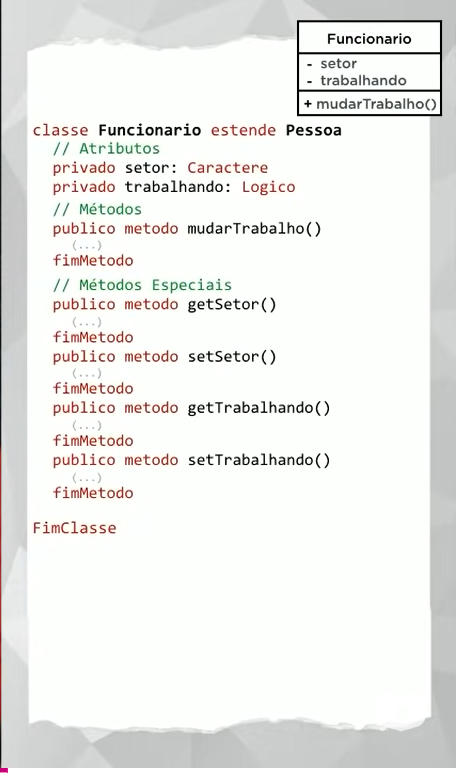 Funcionario
- setor
- trabalhando
+ mudarTrabalho()
classe Funcionario estende Pessoa
// Atributos
privado setor: Caractere
privado trabalhando: Logico
// Métodos
publico metodo mudarTrabalho()
(...)
fimMetodo
// Métodos Especiais
publico metodo getSetor()
(...)
fimMetodo
publico metodo setSetor()
(...)
fimMetodo
publico metodo getTrabalhando()
(...)
fimMetodo
publico metodo setTrabalhando()
(...)
fimMetodo
FimClasse